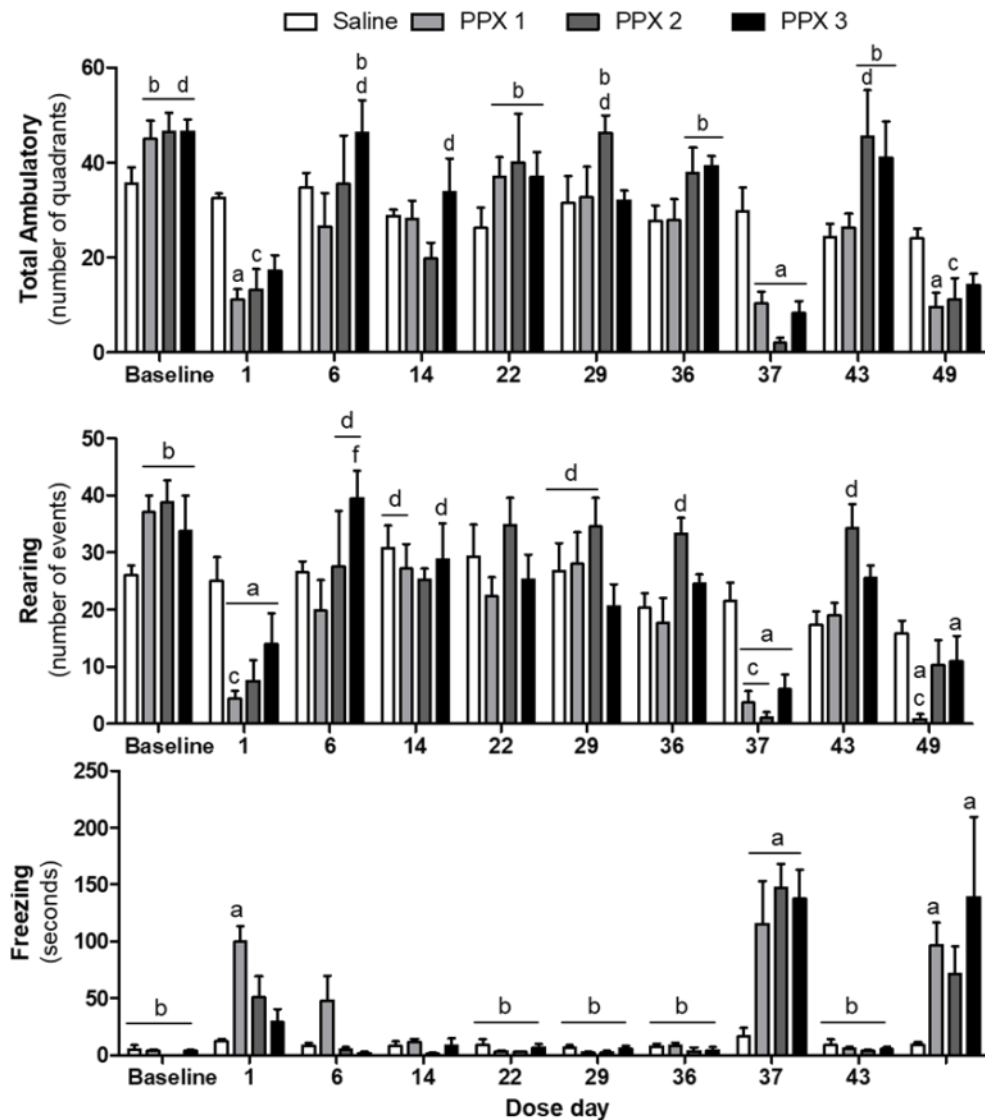 Saline PPX 1 PPX 2 PPX 3
Total Ambulatory
(number of quadrants)
60
40
20
0
b d
a c
b
d
d
b
b
d
b
a
b
d
a c
Baseline 1 6 14 22 29 36 37 43 49
Rearing
(number of events)
50
40
30
20
10
0
b
a
c
d
f
d d
d
d
a
c
d
a
a
c
Baseline 1 6 14 22 29 36 37 43 49
Freezing
(seconds)
250
200
150
100
50
0
b
a
b
b
b
a
b
a
a
Baseline 1 6 14 22 29 36 37 43
Dose day